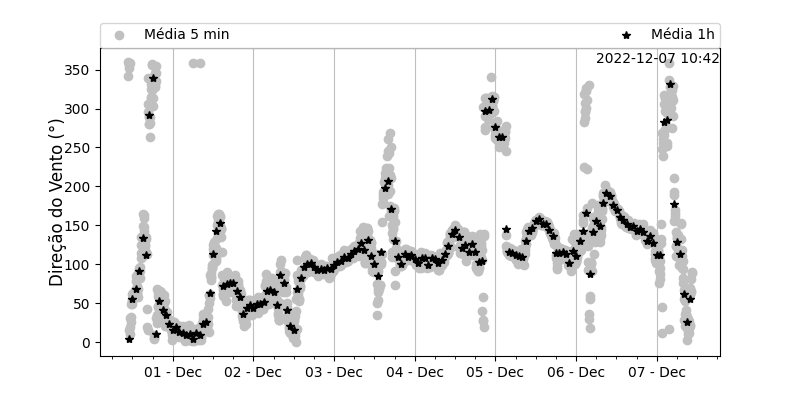 Média 5 min
Média 1h
2022-12-07 10:42
Direção do Vento (°)
350
300
250
200
150
100
50
0
01 - Dec
02 - Dec
03 - Dec
04 - Dec
05 - Dec
06 - Dec
07 - Dec